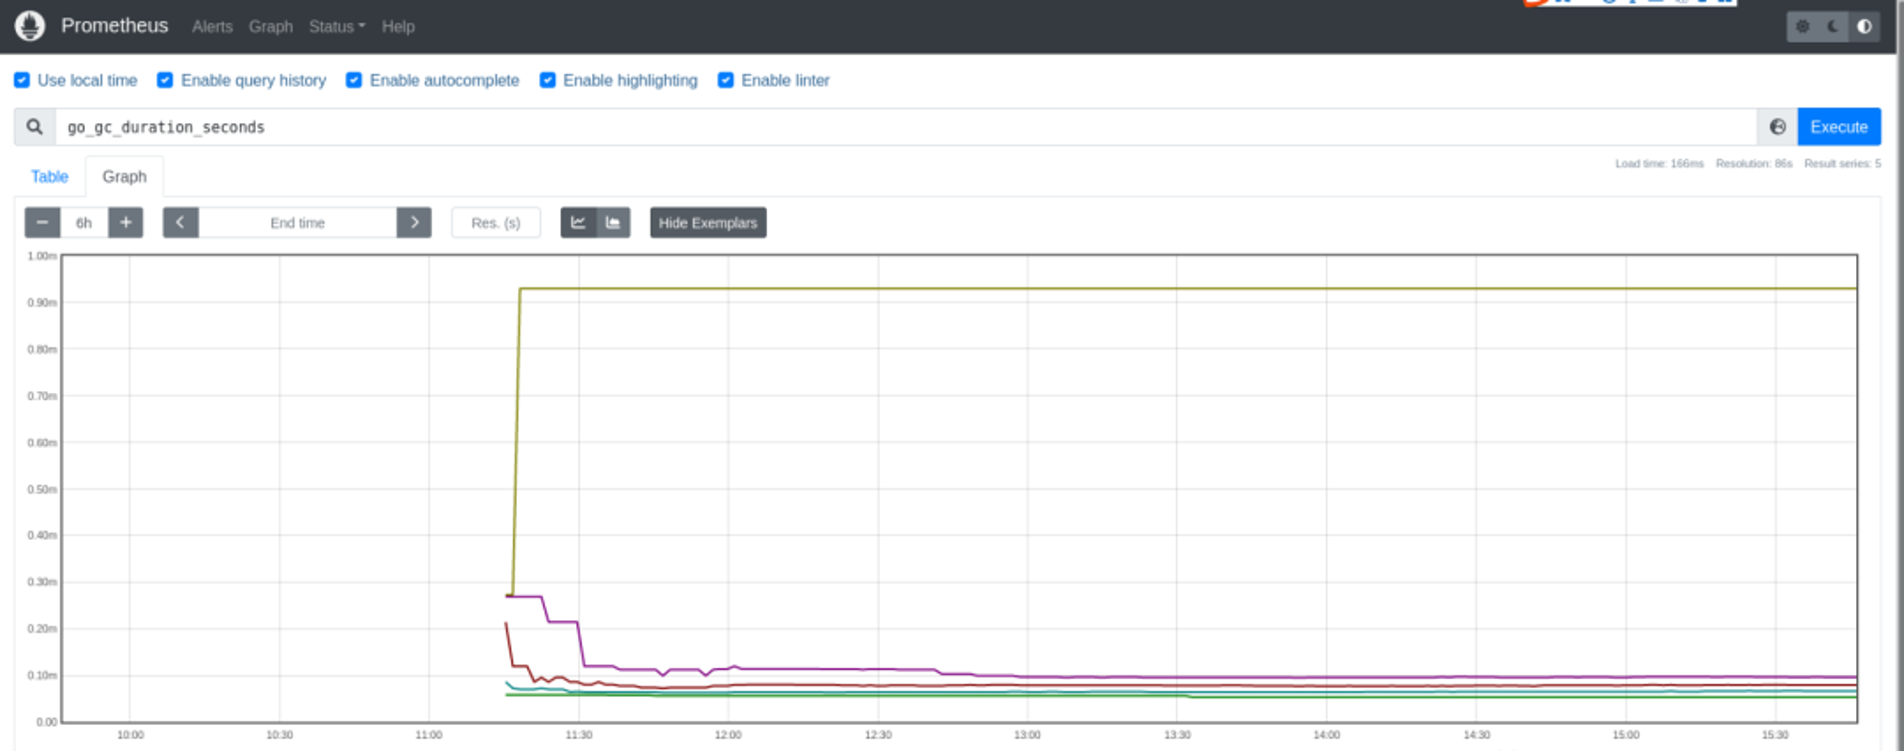 Prometheus Alerts Graph Status Help
Use local time Enable query history Enable autocomplete Enable highlighting Enable linter
go_gc_duration_seconds Execute
Load time: 166ms Resolution: 86s Result series: 5
Table Graph
− 6h + End time Res. (s) Hide Exemplars
1.00m
0.90m
0.80m
0.70m
0.60m
0.50m
0.40m
0.30m
0.20m
0.10m
0.00
10:00 10:30 11:00 11:30 12:00 12:30 13:00 13:30 14:00 14:30 15:00 15:30